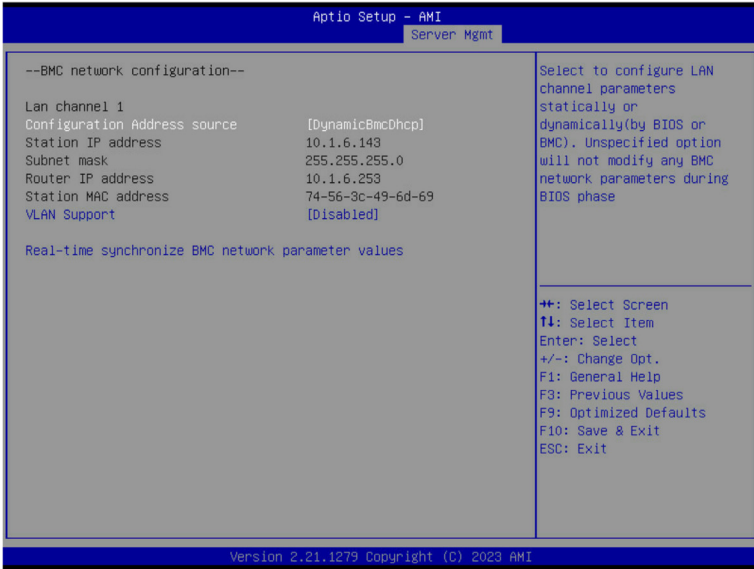 Aptio Setup - AMI
Server Mgmt
--BMC network configuration--
Lan channel 1
Configuration Address source [DynamicBmcDhcp]
Station IP address 10.1.6.143
Subnet mask 255.255.255.0
Router IP address 10.1.6.253
Station MAC address 74-56-3c-49-6d-69
VLAN Support [Disabled]
Real-time synchronize BMC network parameter values
Select to configure LAN
channel parameters
statically or
dynamically(by BIOS or
BMC). Unspecified option
will not modify any BMC
network parameters during
BIOS phase
→←: Select Screen
↑↓: Select Item
Enter: Select
+/-: Change Opt.
F1: General Help
F3: Previous Values
F9: Optimized Defaults
F10: Save & Exit
ESC: Exit
Version 2.21.1279 Copyright (C) 2023 AMI